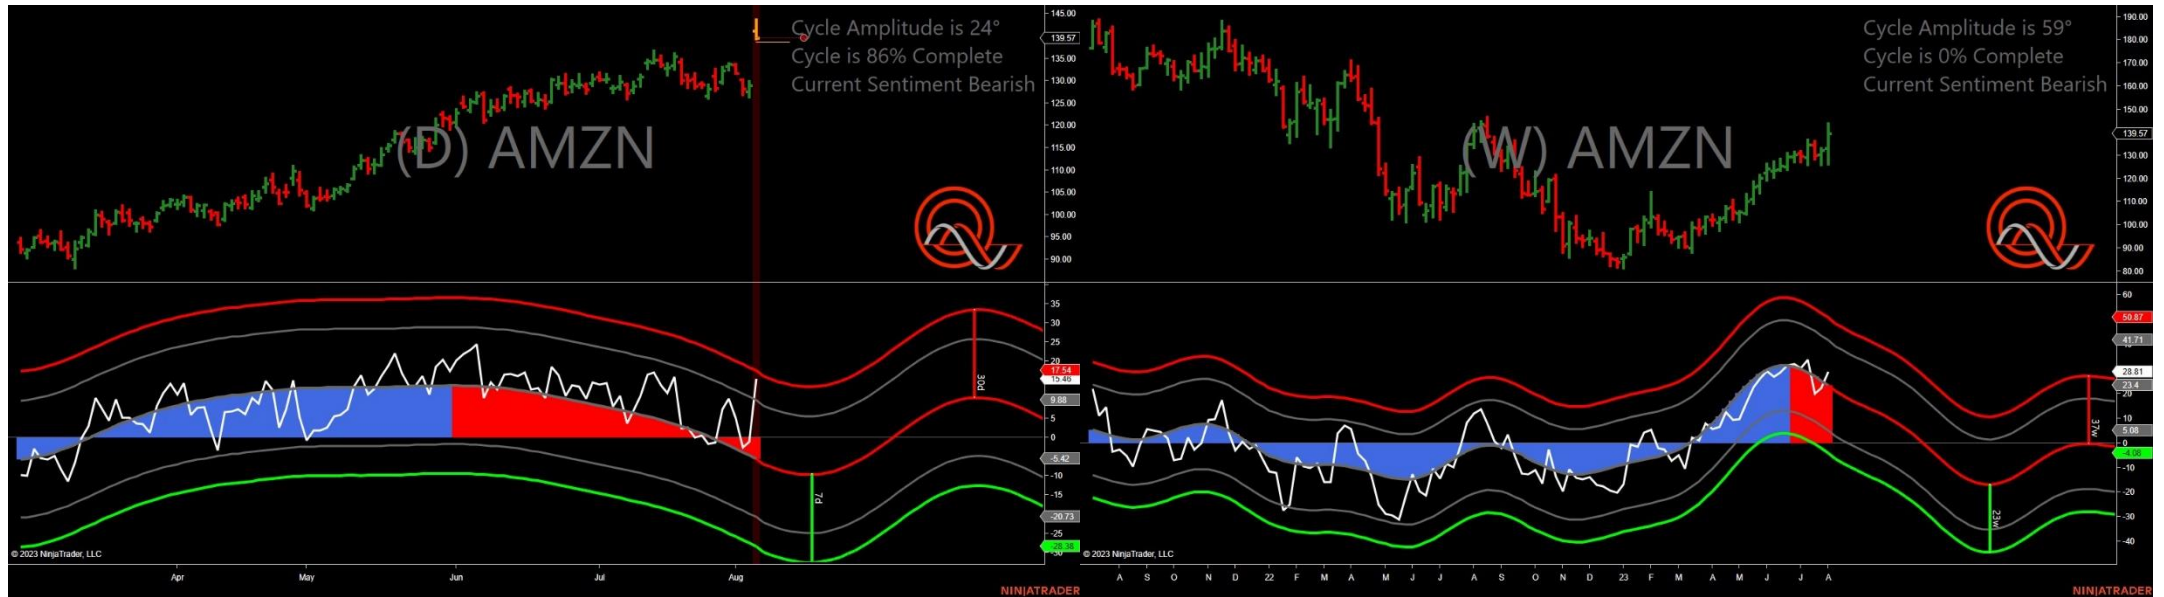 Cycle Amplitude is 24°
Cycle is 86% Complete
Current Sentiment Bearish
(D) AMZN
145.00
139.57
135.00
130.00
125.00
120.00
115.00
110.00
105.00
100.00
95.00
90.00
35
30
25
20
17.54
15.46
9.88
5
0
-5.42
-10
-15
-20.73
-25
-28.38
30d
7d
© 2023 NinjaTrader, LLC
Apr May Jun Jul Aug
NINJATRADER
Cycle Amplitude is 59°
Cycle is 0% Complete
Current Sentiment Bearish
(W) AMZN
190.00
180.00
170.00
160.00
150.00
139.57
130.00
120.00
110.00
100.00
90.00
80.00
60
50.87
41.71
28.81
23.4
20
10
5.08
0
-4.08
-10
-20
-30
-40
37w
23w
© 2023 NinjaTrader, LLC
A S O N D 22 F M A M J J A S O N D 23 F M A M J J A
NINJATRADER